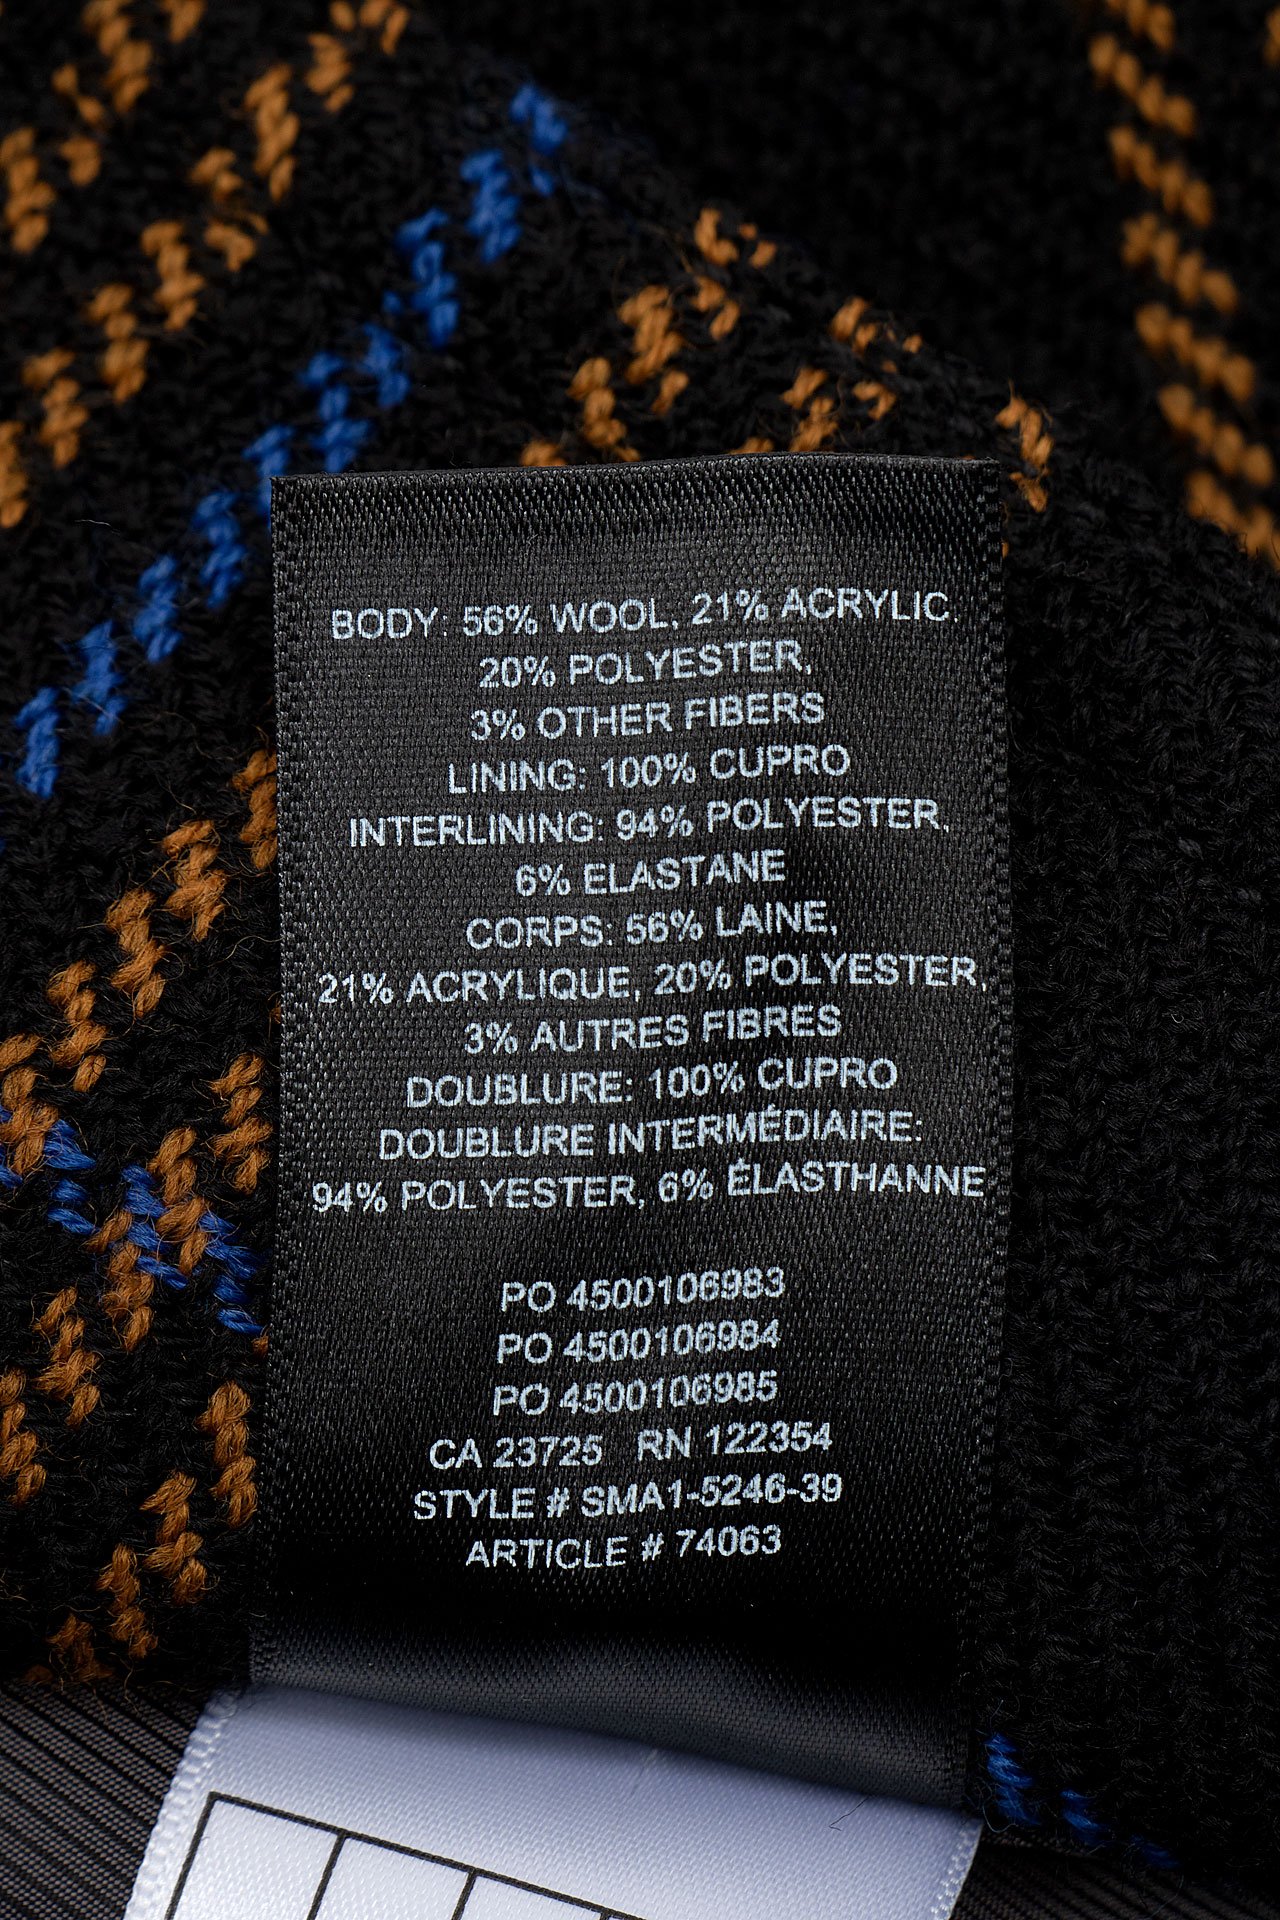 BODY: 56% WOOL, 21% ACRYLIC,
20% POLYESTER,
3% OTHER FIBERS
LINING: 100% CUPRO
INTERLINING: 94% POLYESTER,
6% ELASTANE
CORPS: 56% LAINE,
21% ACRYLIQUE, 20% POLYESTER,
3% AUTRES FIBRES
DOUBLURE: 100% CUPRO
DOUBLURE INTERMÉDIAIRE:
94% POLYESTER, 6% ÉLASTHANNE
PO 4500106983
PO 4500106984
PO 4500106985
CA 23725 RN 122354
STYLE # SMA1-5246-39
ARTICLE # 74063